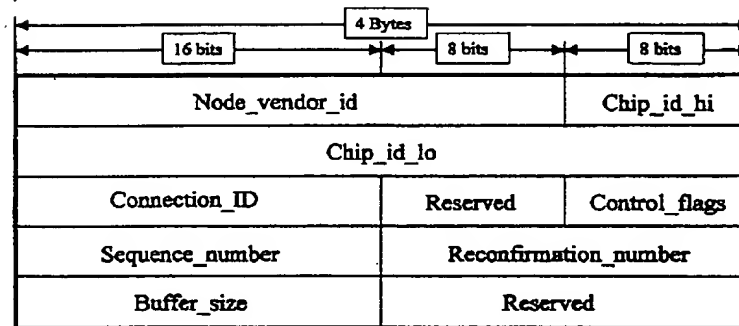 4 Bytes
16 bits 8 bits 8 bits
Node_vendor_id Chip_id_hi
Chip_id_lo
Connection_ID Reserved Control_flags
Sequence_number Reconfirmation_number
Buffer_size Reserved